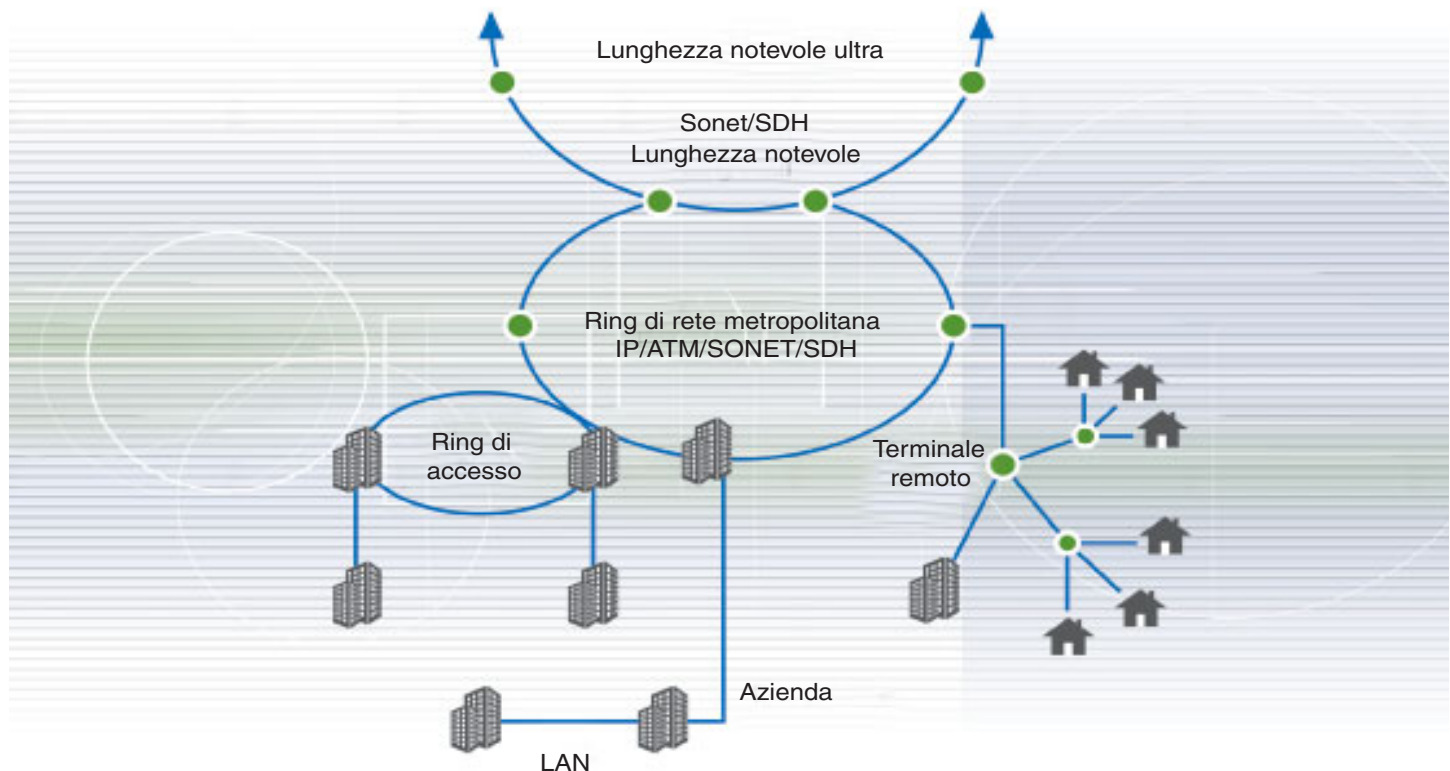 Lunghezza notevole ultra
Sonet/SDH
Lunghezza notevole
Ring di rete metropolitana
IP/ATM/SONET/SDH
Ring di
accesso
Terminale
remoto
Azienda
LAN